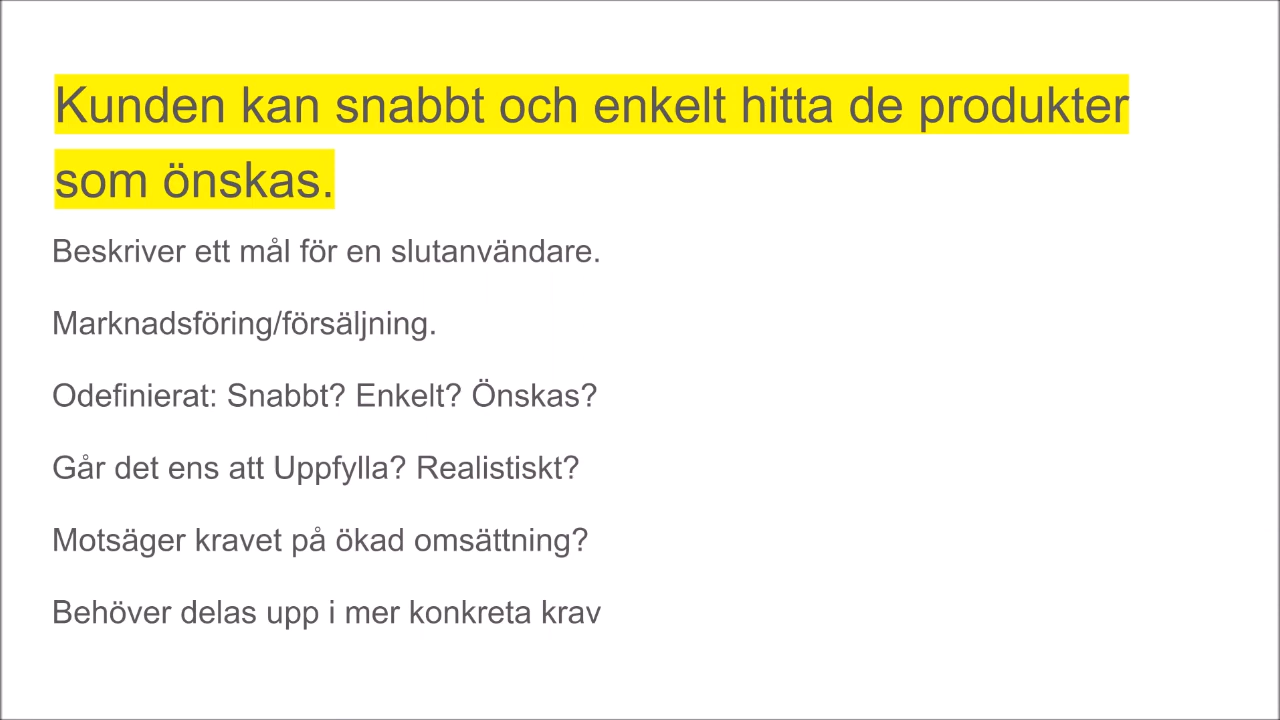 Kunden kan snabbt och enkelt hitta de produkter
som önskas.
Beskriver ett mål för en slutanvändare.
Marknadsföring/försäljning.
Odefinierat: Snabbt? Enkelt? Önskas?
Går det ens att Uppfylla? Realistiskt?
Motsäger kravet på ökad omsättning?
Behöver delas upp i mer konkreta krav